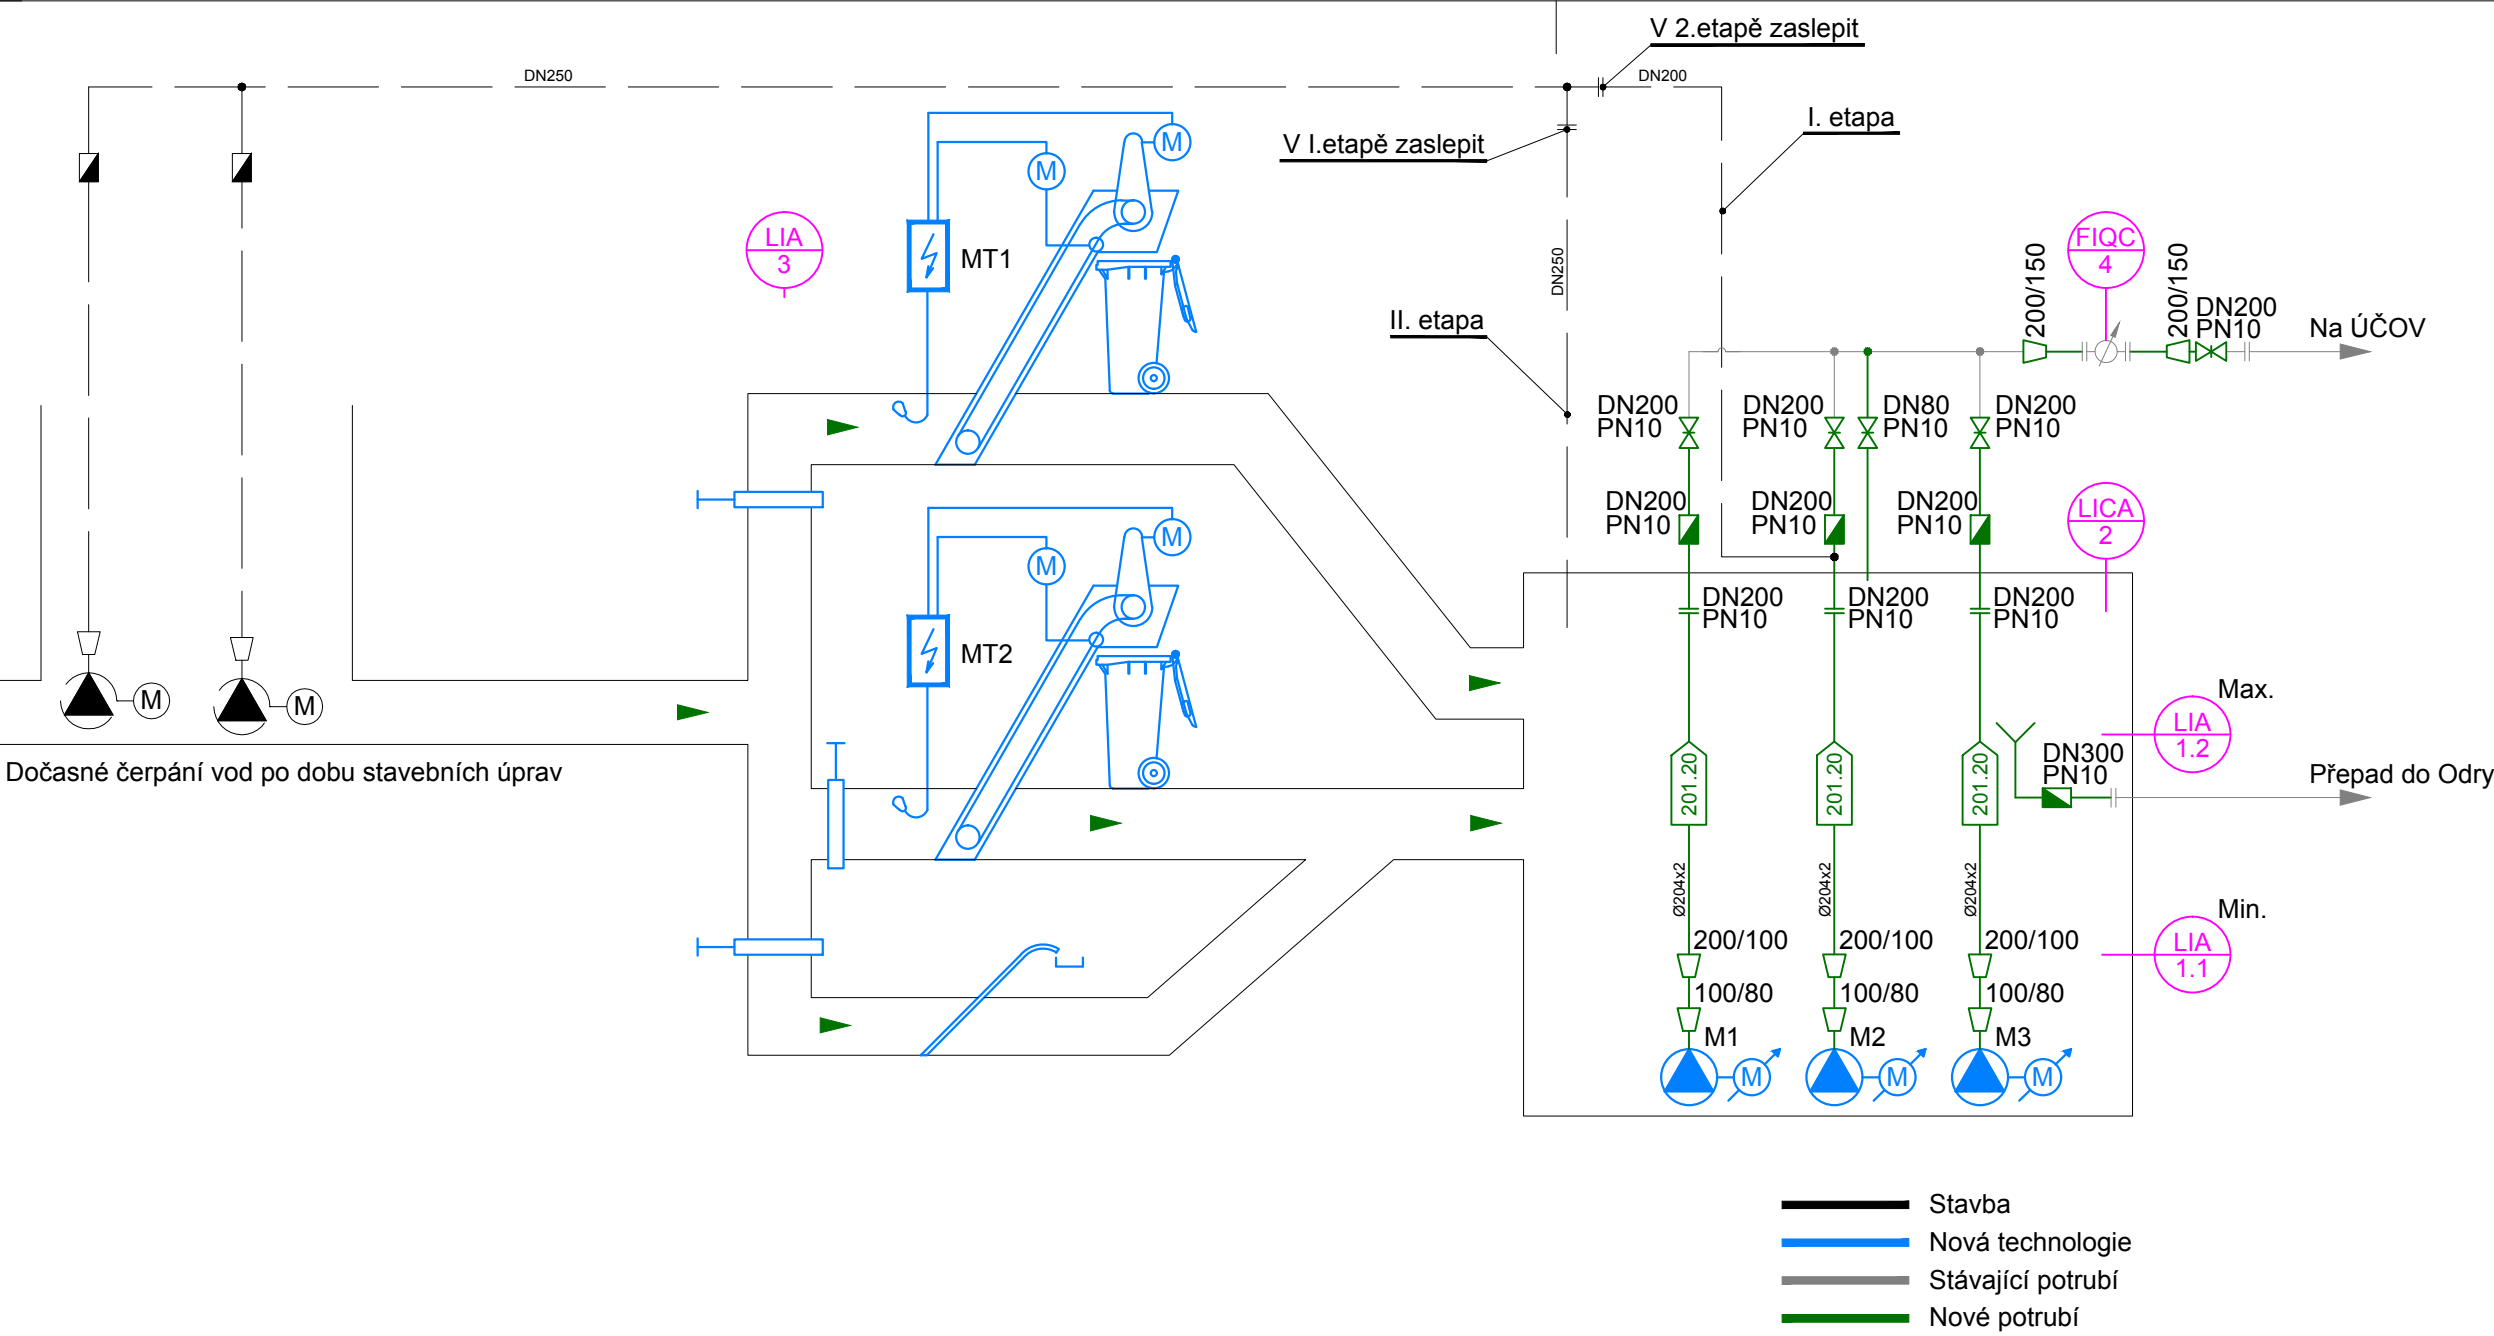 V 2.etapě zaslepit
DN250
DN200
I. etapa
V I.etapě zaslepit
M
M
LIA
3
MT1
DN250
II. etapa
200/150
FIQC
4
200/150
DN200
PN10
Na ÚČOV
DN200
PN10
DN200
PN10
DN80
PN10
DN200
PN10
DN200
PN10
DN200
PN10
DN200
PN10
LICA
2
M
M
MT2
DN200
PN10
DN200
PN10
DN200
PN10
M
M
Max.
LIA
1.2
DN300
PN10
Dočasné čerpání vod po dobu stavebních úprav
Přepad do Odry
201.20
201.20
201.20
Ø204x2
Ø204x2
Ø204x2
Min.
LIA
1.1
200/100
200/100
200/100
100/80
100/80
100/80
M1
M2
M3
M
M
M
Stavba
Nová technologie
Stávající potrubí
Nové potrubí